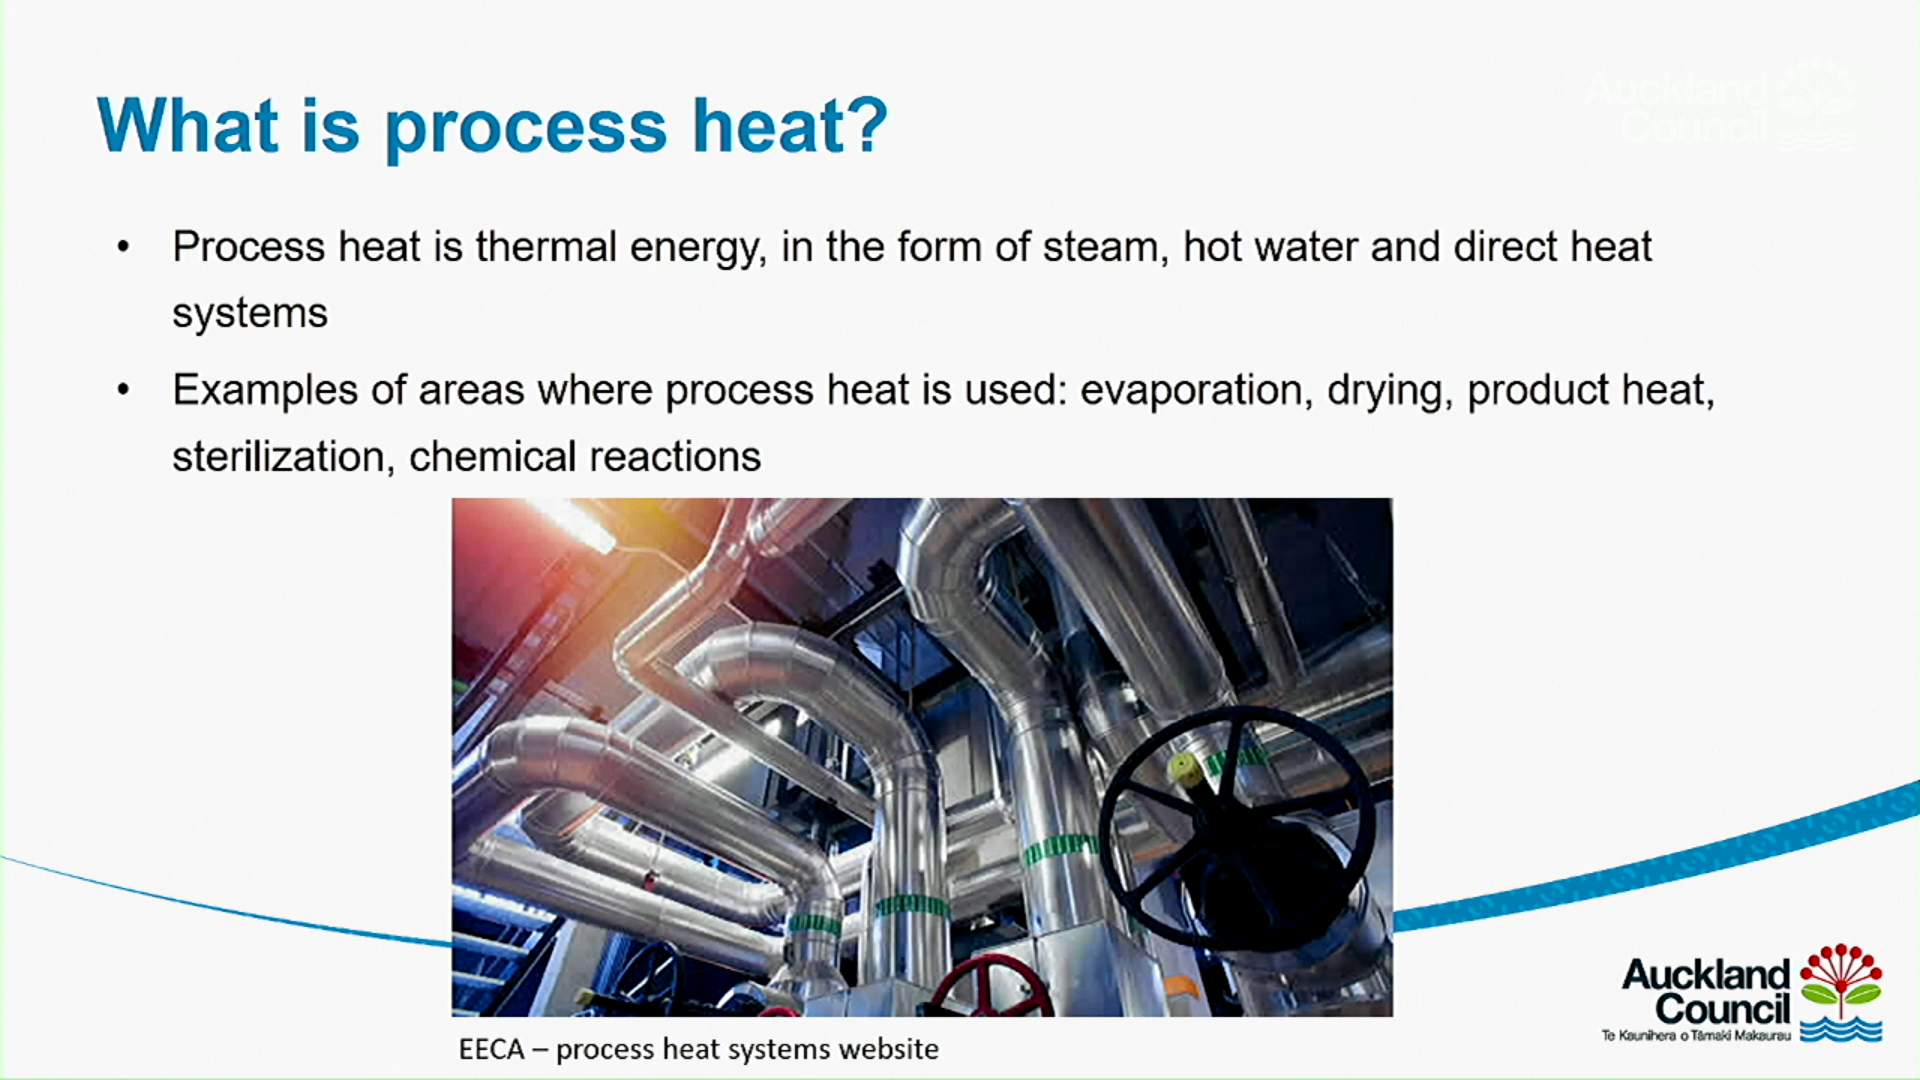 What is process heat?
Auckland
Council
• Process heat is thermal energy, in the form of steam, hot water and direct heat
systems
• Examples of areas where process heat is used: evaporation, drying, product heat,
sterilization, chemical reactions
EECA – process heat systems website
Auckland
Council
Te Kaunihera o Tāmaki Makaurau